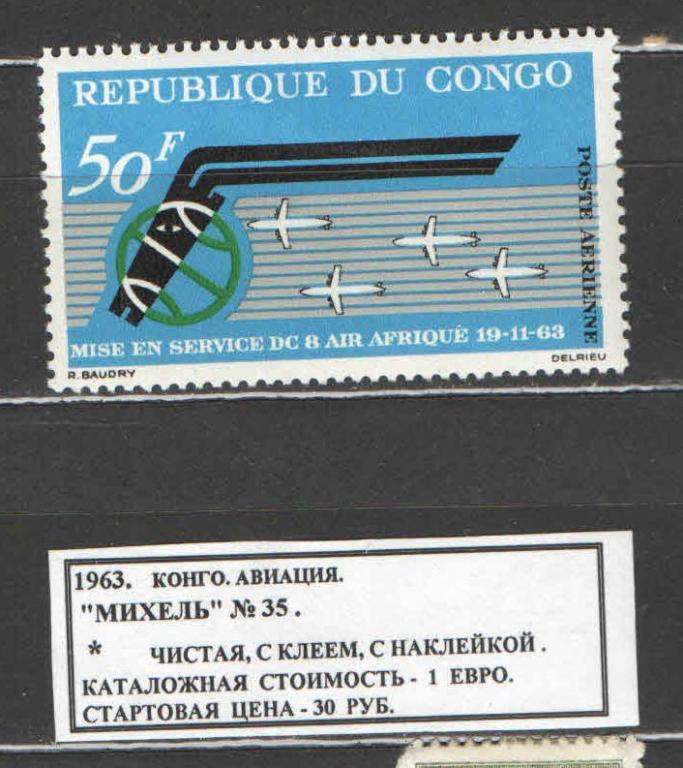 REPUBLIQUE DU CONGO
50F
POSTE AERIENNE
MISE EN SERVICE DC 8 AIR AFRIQUE 19-11-63
R. BAUDRY
DELRIEU
1963. КОНГО. АВИАЦИЯ.
"МИХЕЛЬ" № 35 .
* ЧИСТАЯ, С КЛЕЕМ, С НАКЛЕЙКОЙ .
КАТАЛОЖНАЯ СТОИМОСТЬ - 1 ЕВРО.
СТАРТОВАЯ ЦЕНА - 30 РУБ.